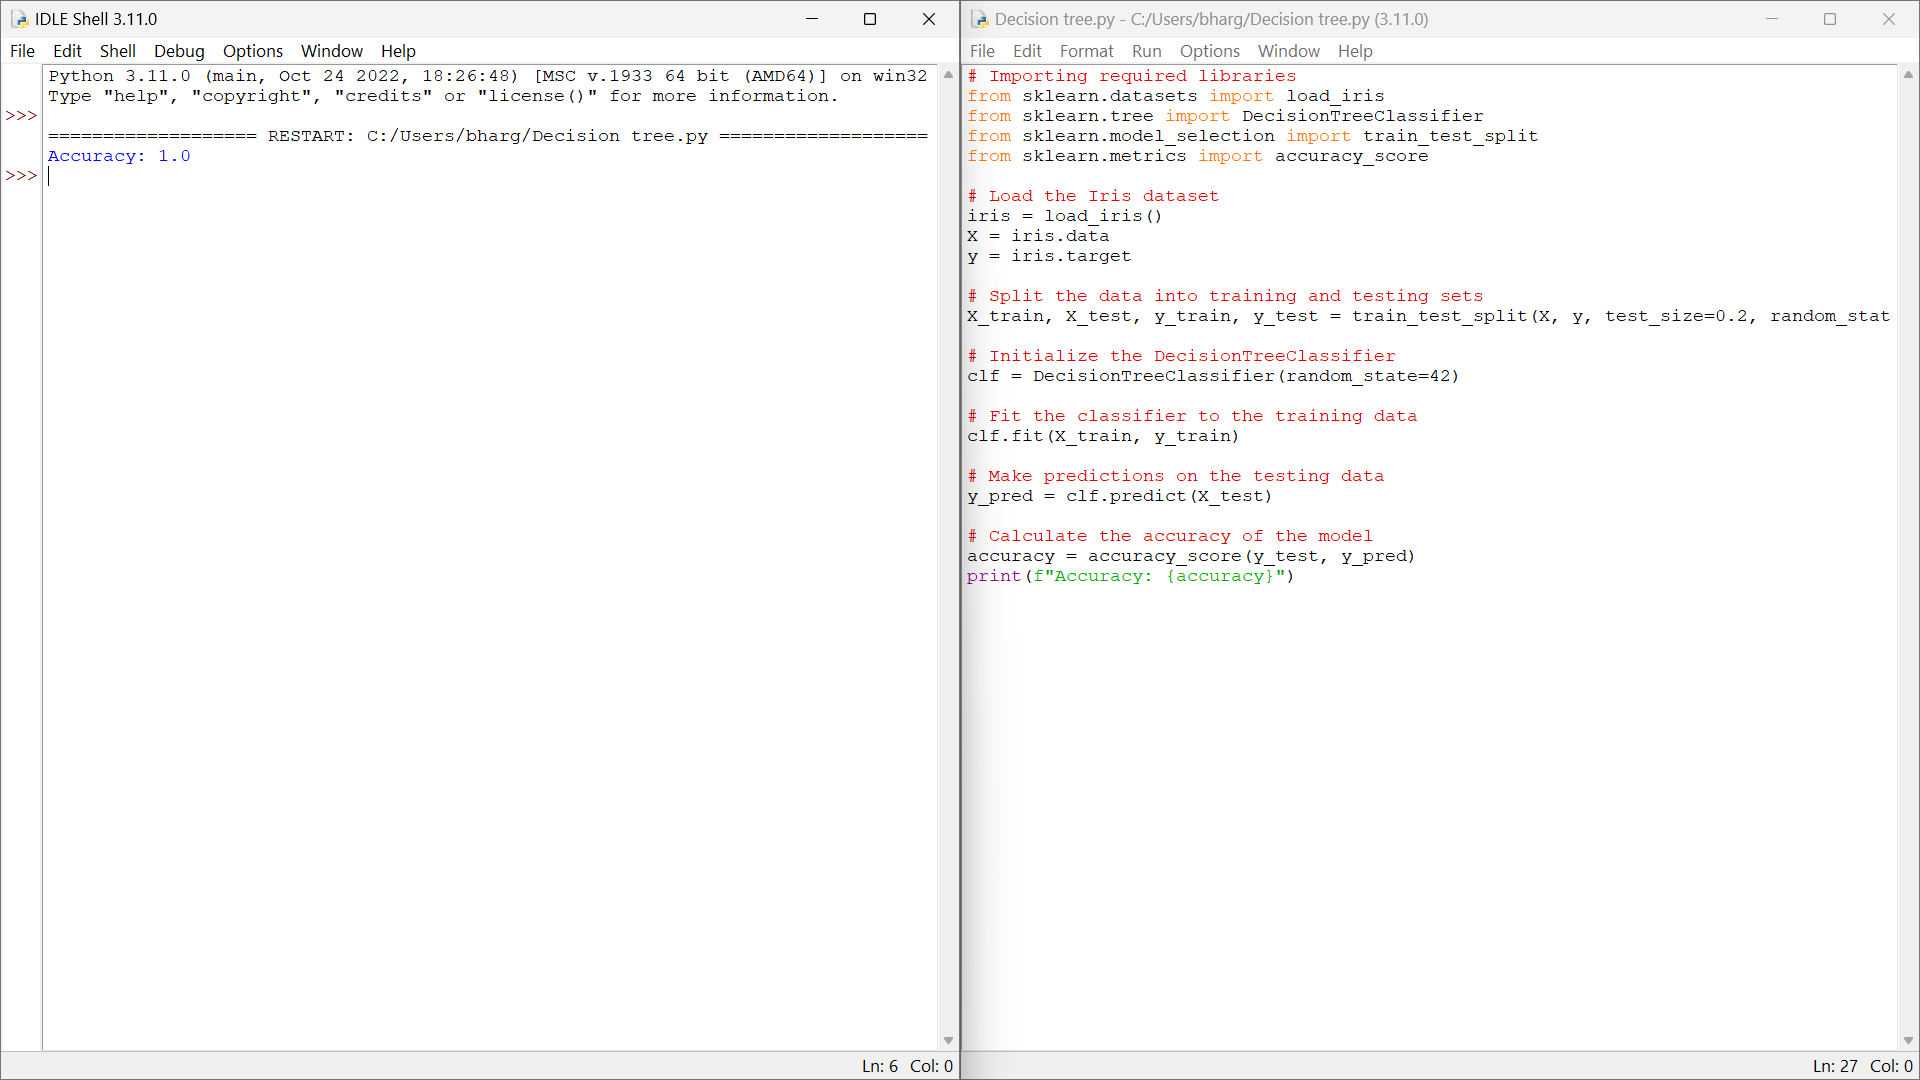 IDLE Shell 3.11.0
File Edit Shell Debug Options Window Help
Python 3.11.0 (main, Oct 24 2022, 18:26:48) [MSC v.1933 64 bit (AMD64)] on win32
Type "help", "copyright", "credits" or "license()" for more information.
>>>
=================== RESTART: C:/Users/bharg/Decision tree.py ===================
Accuracy: 1.0
>>>
Ln: 6 Col: 0
Decision tree.py - C:/Users/bharg/Decision tree.py (3.11.0)
File Edit Format Run Options Window Help
# Importing required libraries
from sklearn.datasets import load_iris
from sklearn.tree import DecisionTreeClassifier
from sklearn.model_selection import train_test_split
from sklearn.metrics import accuracy_score

# Load the Iris dataset
iris = load_iris()
X = iris.data
y = iris.target

# Split the data into training and testing sets
X_train, X_test, y_train, y_test = train_test_split(X, y, test_size=0.2, random_stat

# Initialize the DecisionTreeClassifier
clf = DecisionTreeClassifier(random_state=42)

# Fit the classifier to the training data
clf.fit(X_train, y_train)

# Make predictions on the testing data
y_pred = clf.predict(X_test)

# Calculate the accuracy of the model
accuracy = accuracy_score(y_test, y_pred)
print(f"Accuracy: {accuracy}")
Ln: 27 Col: 0